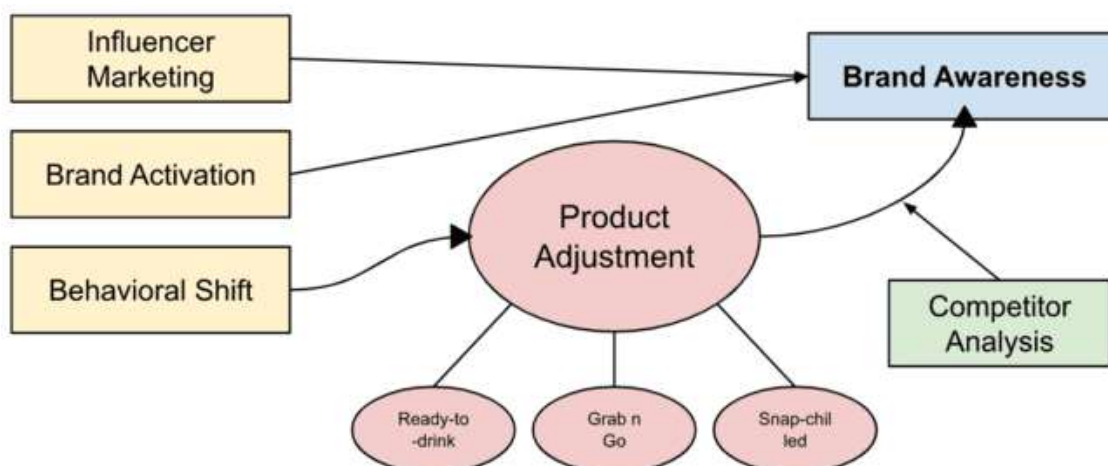 Influencer
Marketing
Brand Awareness
Brand Activation
Product
Adjustment
Behavioral Shift
Competitor
Analysis
Ready-to
-drink
Grab n
Go
Snap-chil
led